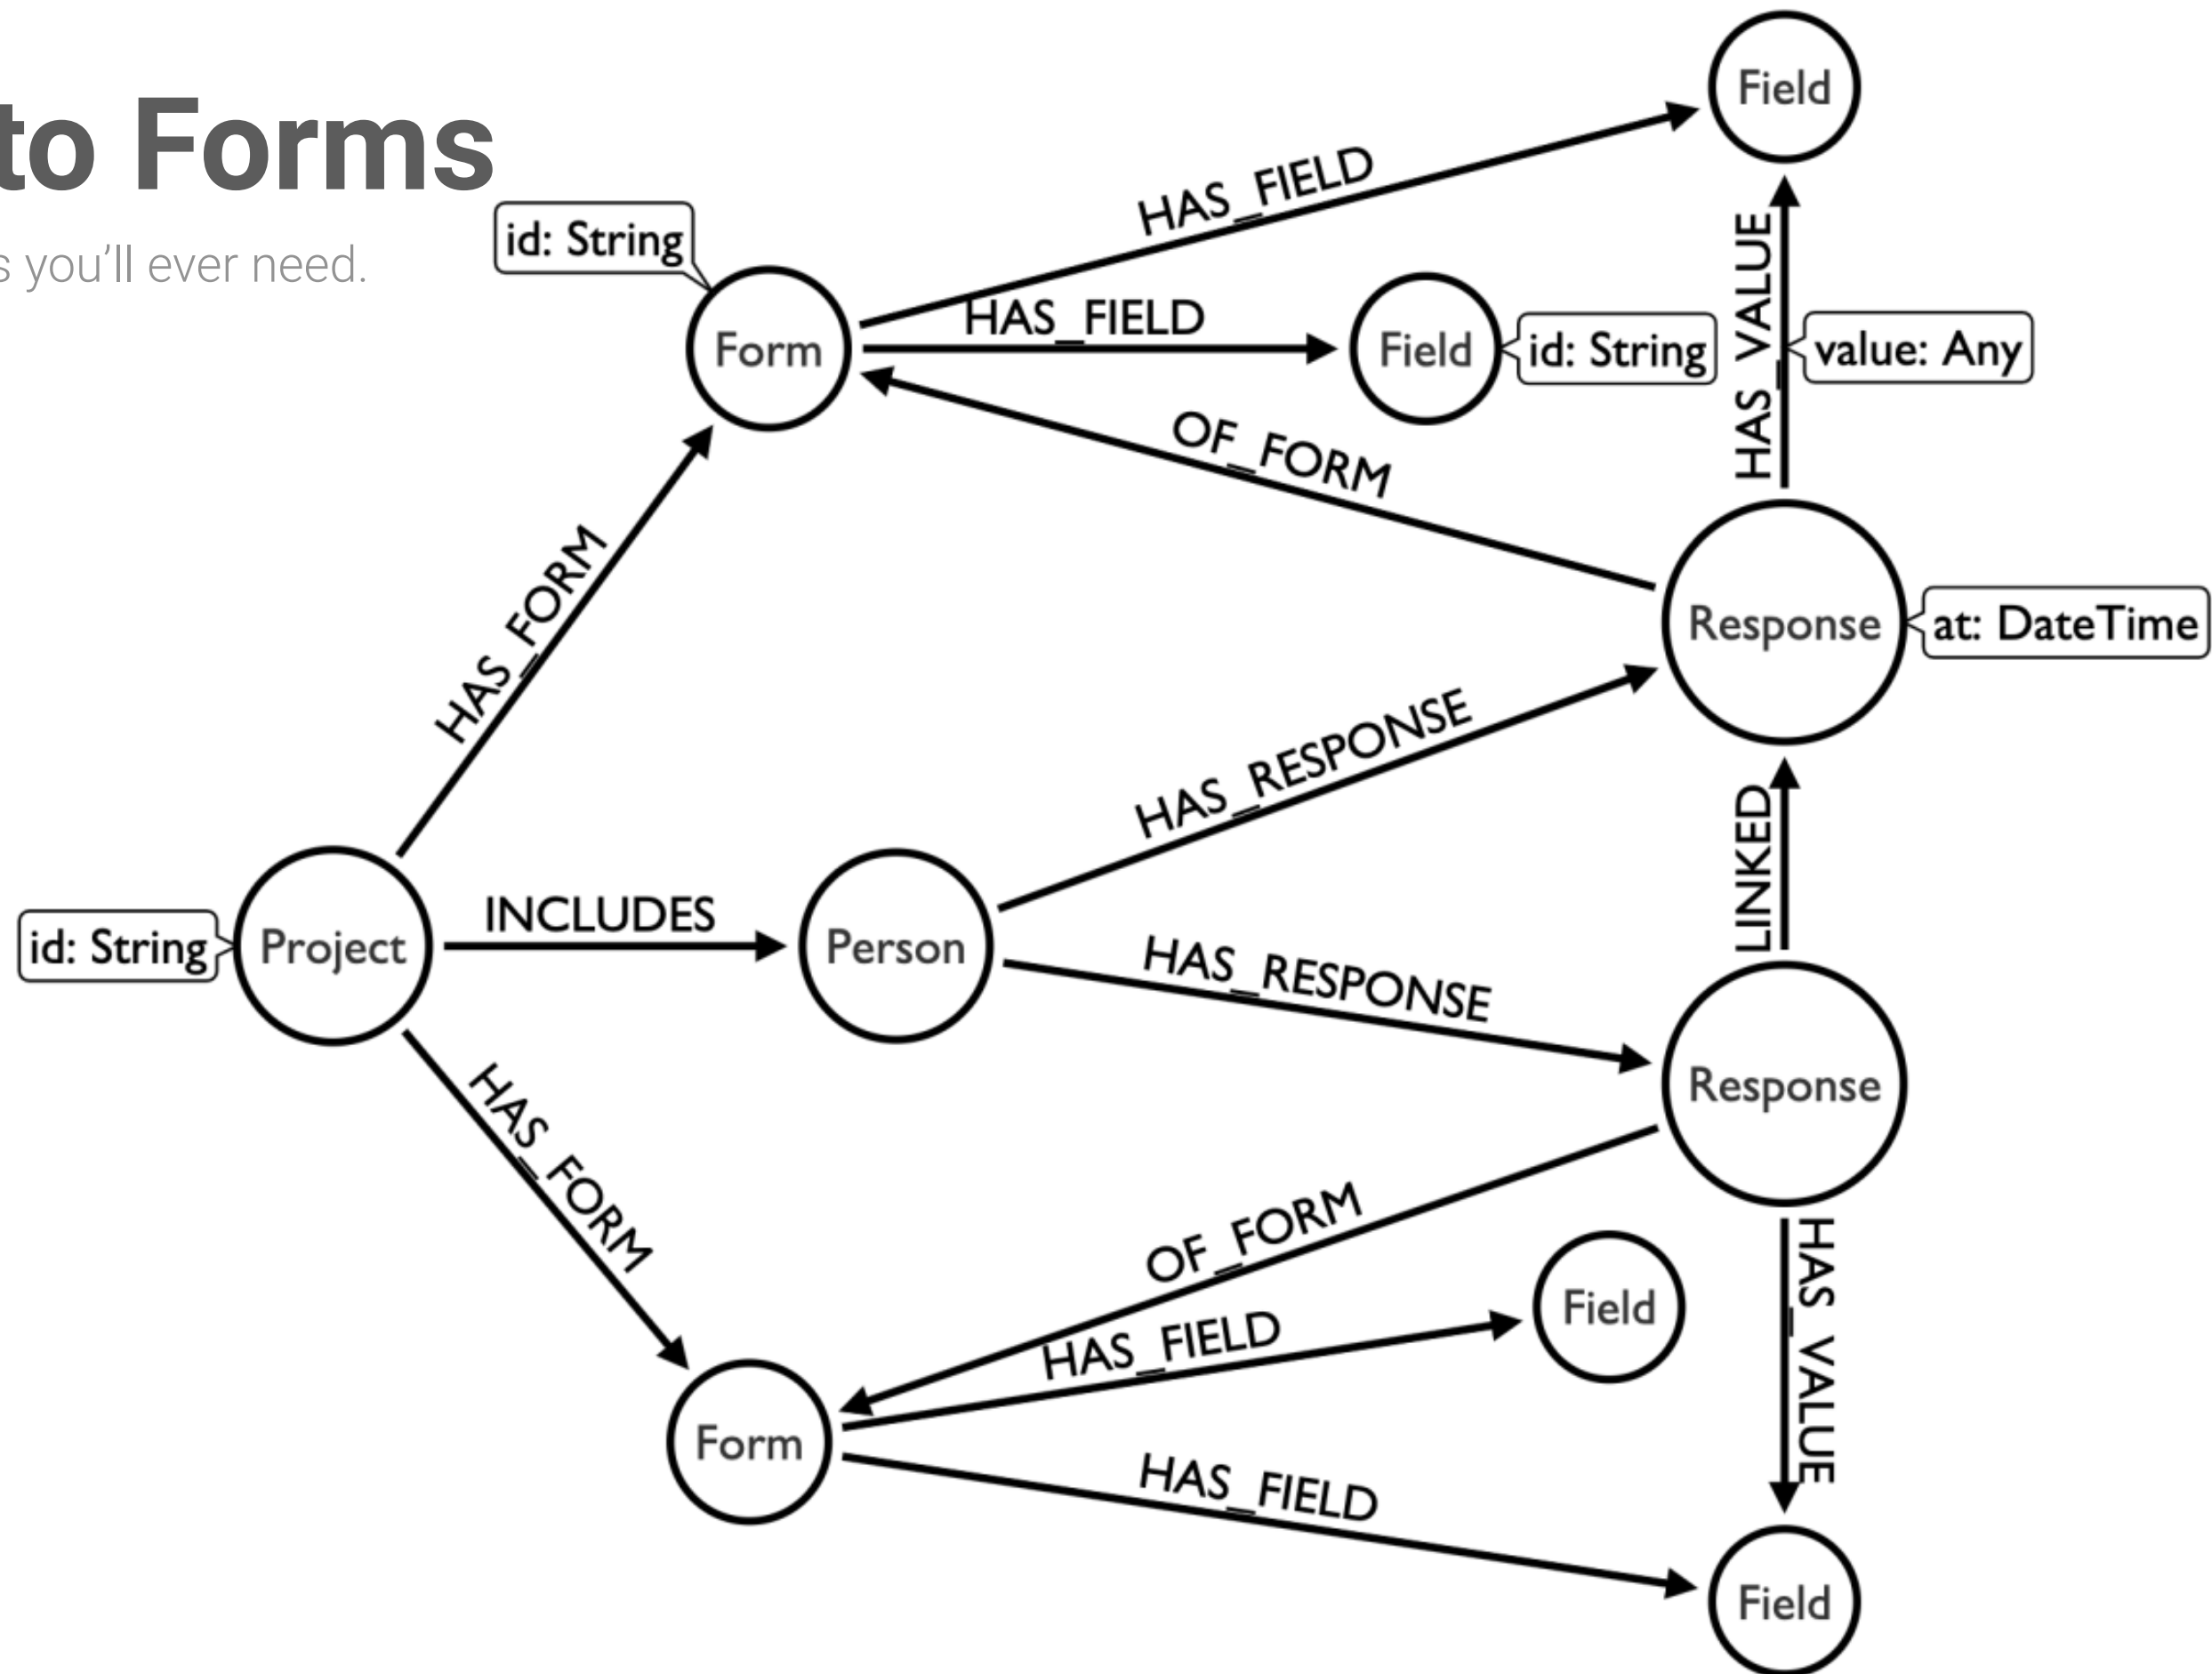 to Forms
s you'll ever need.
Field
HAS_FIELD
id: String
HAS_VALUE
HAS_FIELD
Form
Field
id: String
value: Any
OF_FORM
HAS_FORM
Response
at: DateTime
HAS_RESPONSE
LINKED
INCLUDES
id: String
Project
Person
HAS_RESPONSE
Response
HAS_FORM
OF_FORM
HAS_VALUE
Field
HAS_FIELD
Form
HAS_FIELD
Field